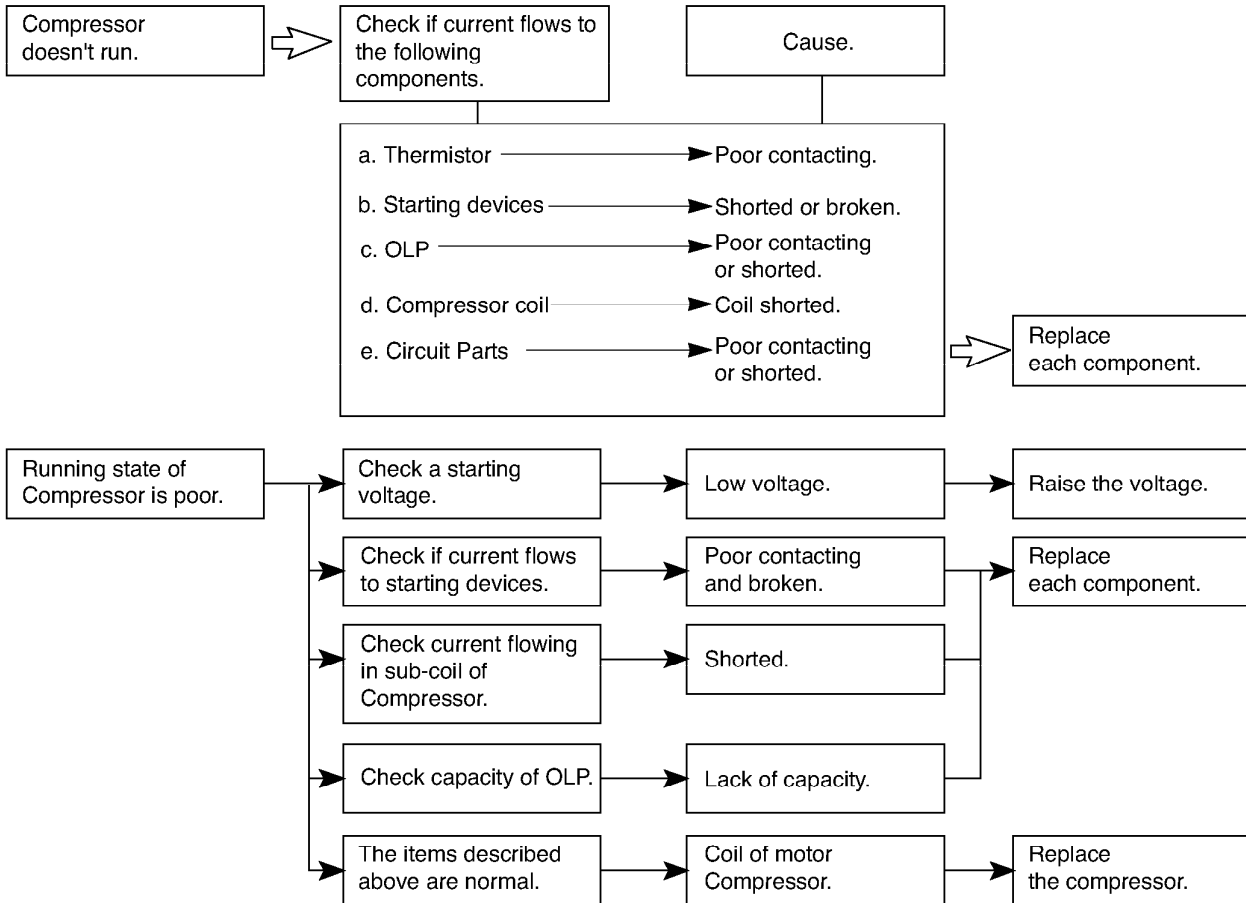 Compressor
doesn't run.
Check if current flows to
the following
components.
Cause.
a. Thermistor
Poor contacting.
b. Starting devices
Shorted or broken.
c. OLP
Poor contacting
or shorted.
d. Compressor coil
Coil shorted.
e. Circuit Parts
Poor contacting
or shorted.
Replace
each component.
Running state of
Compressor is poor.
Check a starting
voltage.
Low voltage.
Raise the voltage.
Check if current flows
to starting devices.
Poor contacting
and broken.
Replace
each component.
Check current flowing
in sub-coil of
Compressor.
Shorted.
Check capacity of OLP.
Lack of capacity.
The items described
above are normal.
Coil of motor
Compressor.
Replace
the compressor.